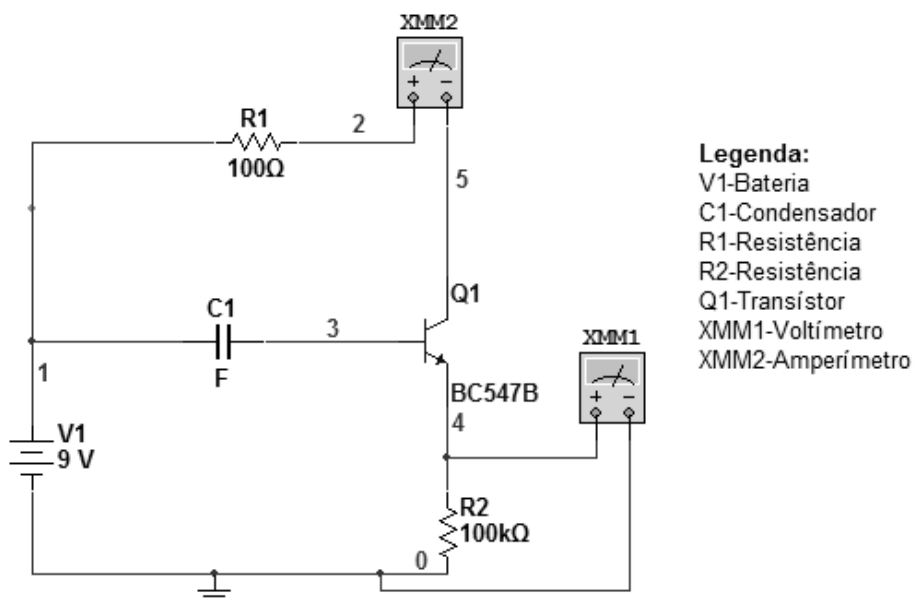 XMM2
+ −
R1
2
100Ω
5
Legenda:
V1-Bateria
C1-Condensador
R1-Resistência
R2-Resistência
Q1-Transístor
XMM1-Voltímetro
XMM2-Amperímetro
Q1
C1
3
XMM1
+ −
1
F
BC547B
4
V1
9 V
R2
100kΩ
0